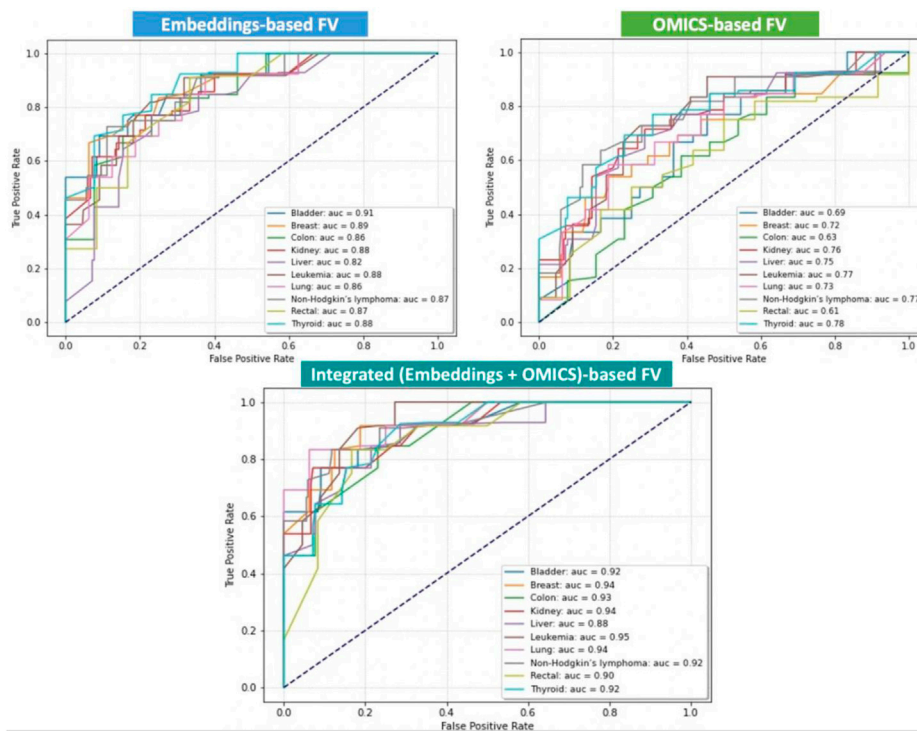 Embeddings-based FV
1.0
0.8
0.6
0.4
0.2
0.0
True Positive Rate
Bladder: auc = 0.91
Breast: auc = 0.89
Colon: auc = 0.86
Kidney: auc = 0.88
Liver: auc = 0.82
Leukemia: auc = 0.88
Lung: auc = 0.86
Non-Hodgkin's lymphoma: auc = 0.87
Rectal: auc = 0.87
Thyroid: auc = 0.88
0.0 0.2 0.4 0.6 0.8 1.0
False Positive Rate
OMICS-based FV
1.0
0.8
0.6
0.4
0.2
0.0
True Positive Rate
Bladder: auc = 0.69
Breast: auc = 0.72
Colon: auc = 0.63
Kidney: auc = 0.76
Liver: auc = 0.75
Leukemia: auc = 0.77
Lung: auc = 0.73
Non-Hodgkin's lymphoma: auc = 0.77
Rectal: auc = 0.61
Thyroid: auc = 0.78
0.0 0.2 0.4 0.6 0.8 1.0
False Positive Rate
Integrated (Embeddings + OMICS)-based FV
1.0
0.8
0.6
0.4
0.2
0.0
True Positive Rate
Bladder: auc = 0.92
Breast: auc = 0.94
Colon: auc = 0.93
Kidney: auc = 0.94
Liver: auc = 0.88
Leukemia: auc = 0.95
Lung: auc = 0.94
Non-Hodgkin's lymphoma: auc = 0.92
Rectal: auc = 0.90
Thyroid: auc = 0.92
0.0 0.2 0.4 0.6 0.8 1.0
False Positive Rate